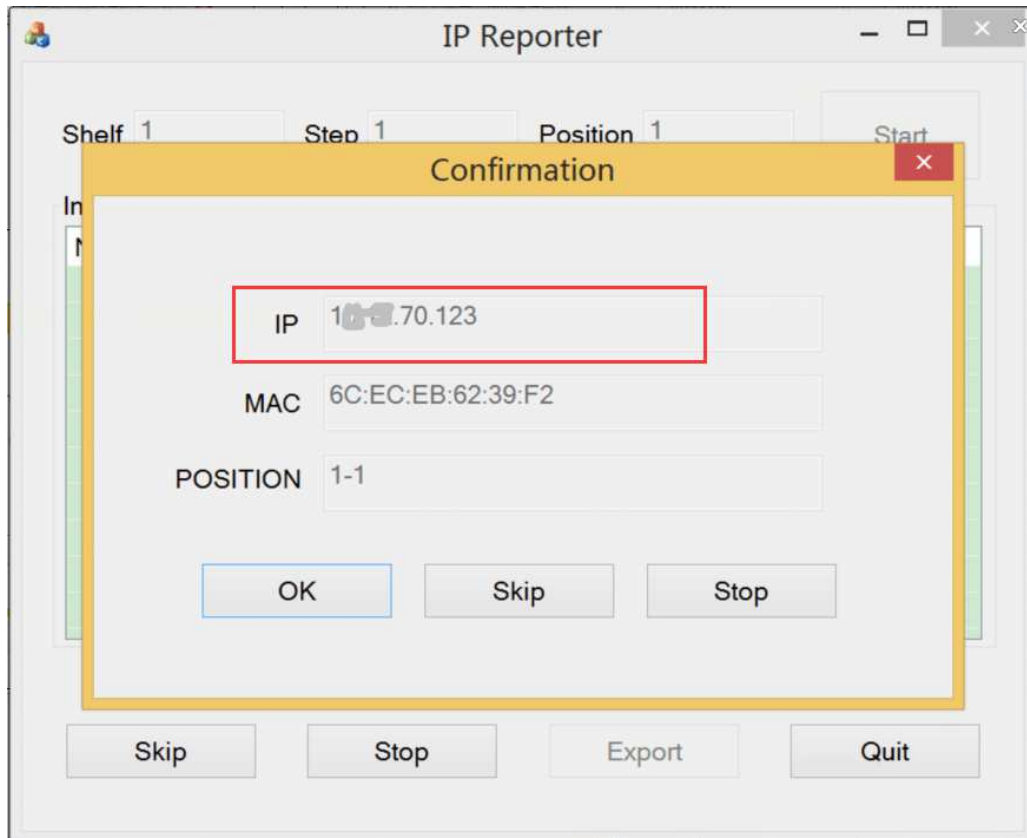 IP Reporter
Shelf 1 Step 1 Position 1 Start
Confirmation
IP .70.123
MAC 6C:EC:EB:62:39:F2
POSITION 1-1
OK Skip Stop
Skip Stop Export Quit